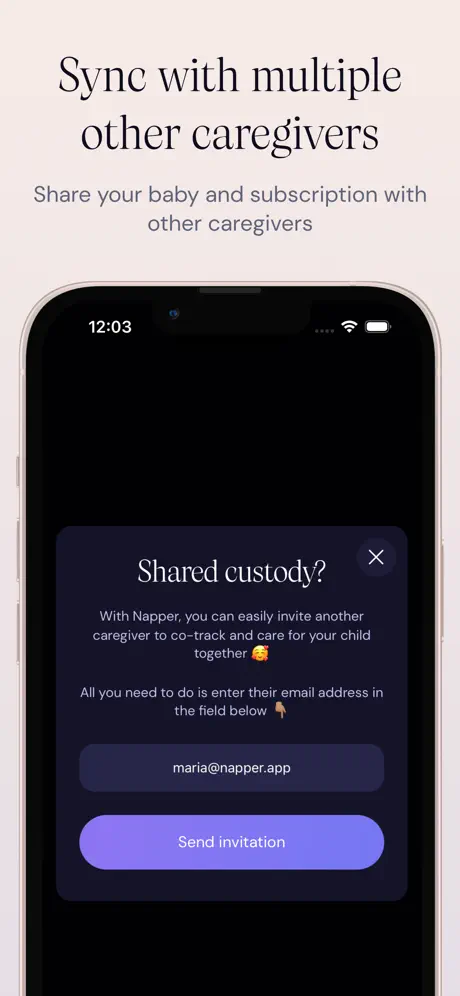 Sync with multiple
other caregivers
Share your baby and subscription with
other caregivers
12:03
Shared custody?
With Napper, you can easily invite another
caregiver to co-track and care for your child
together 🥰
All you need to do is enter their email address in
the field below 👇🏽
maria@napper.app
Send invitation